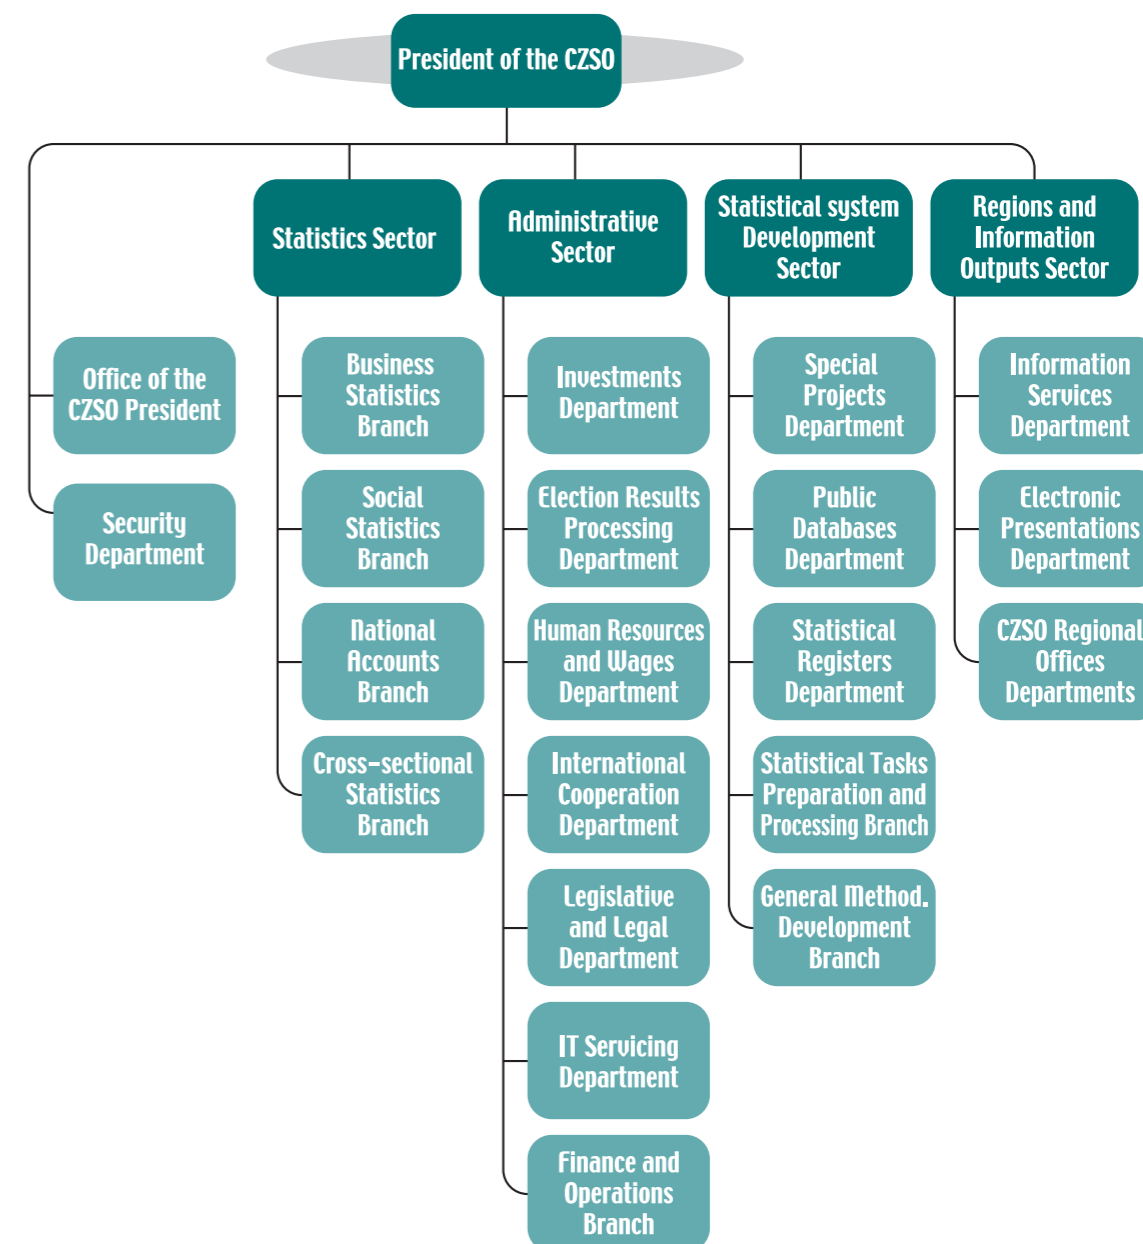 President of the CZSO
Statistics Sector
Administrative
Sector
Statistical system
Development
Sector
Regions and
Information
Outputs Sector
Office of the
CZSO President
Security
Department
Business
Statistics
Branch
Social
Statistics
Branch
National
Accounts
Branch
Cross-sectional
Statistics
Branch
Investments
Department
Election Results
Processing
Department
Human Resources
and Wages
Department
International
Cooperation
Department
Legislative
and Legal
Department
IT Servicing
Department
Finance and
Operations
Branch
Special
Projects
Department
Public
Databases
Department
Statistical
Registers
Department
Statistical Tasks
Preparation and
Processing Branch
General Method.
Development
Branch
Information
Services
Department
Electronic
Presentations
Department
CZSO Regional
Offices
Departments